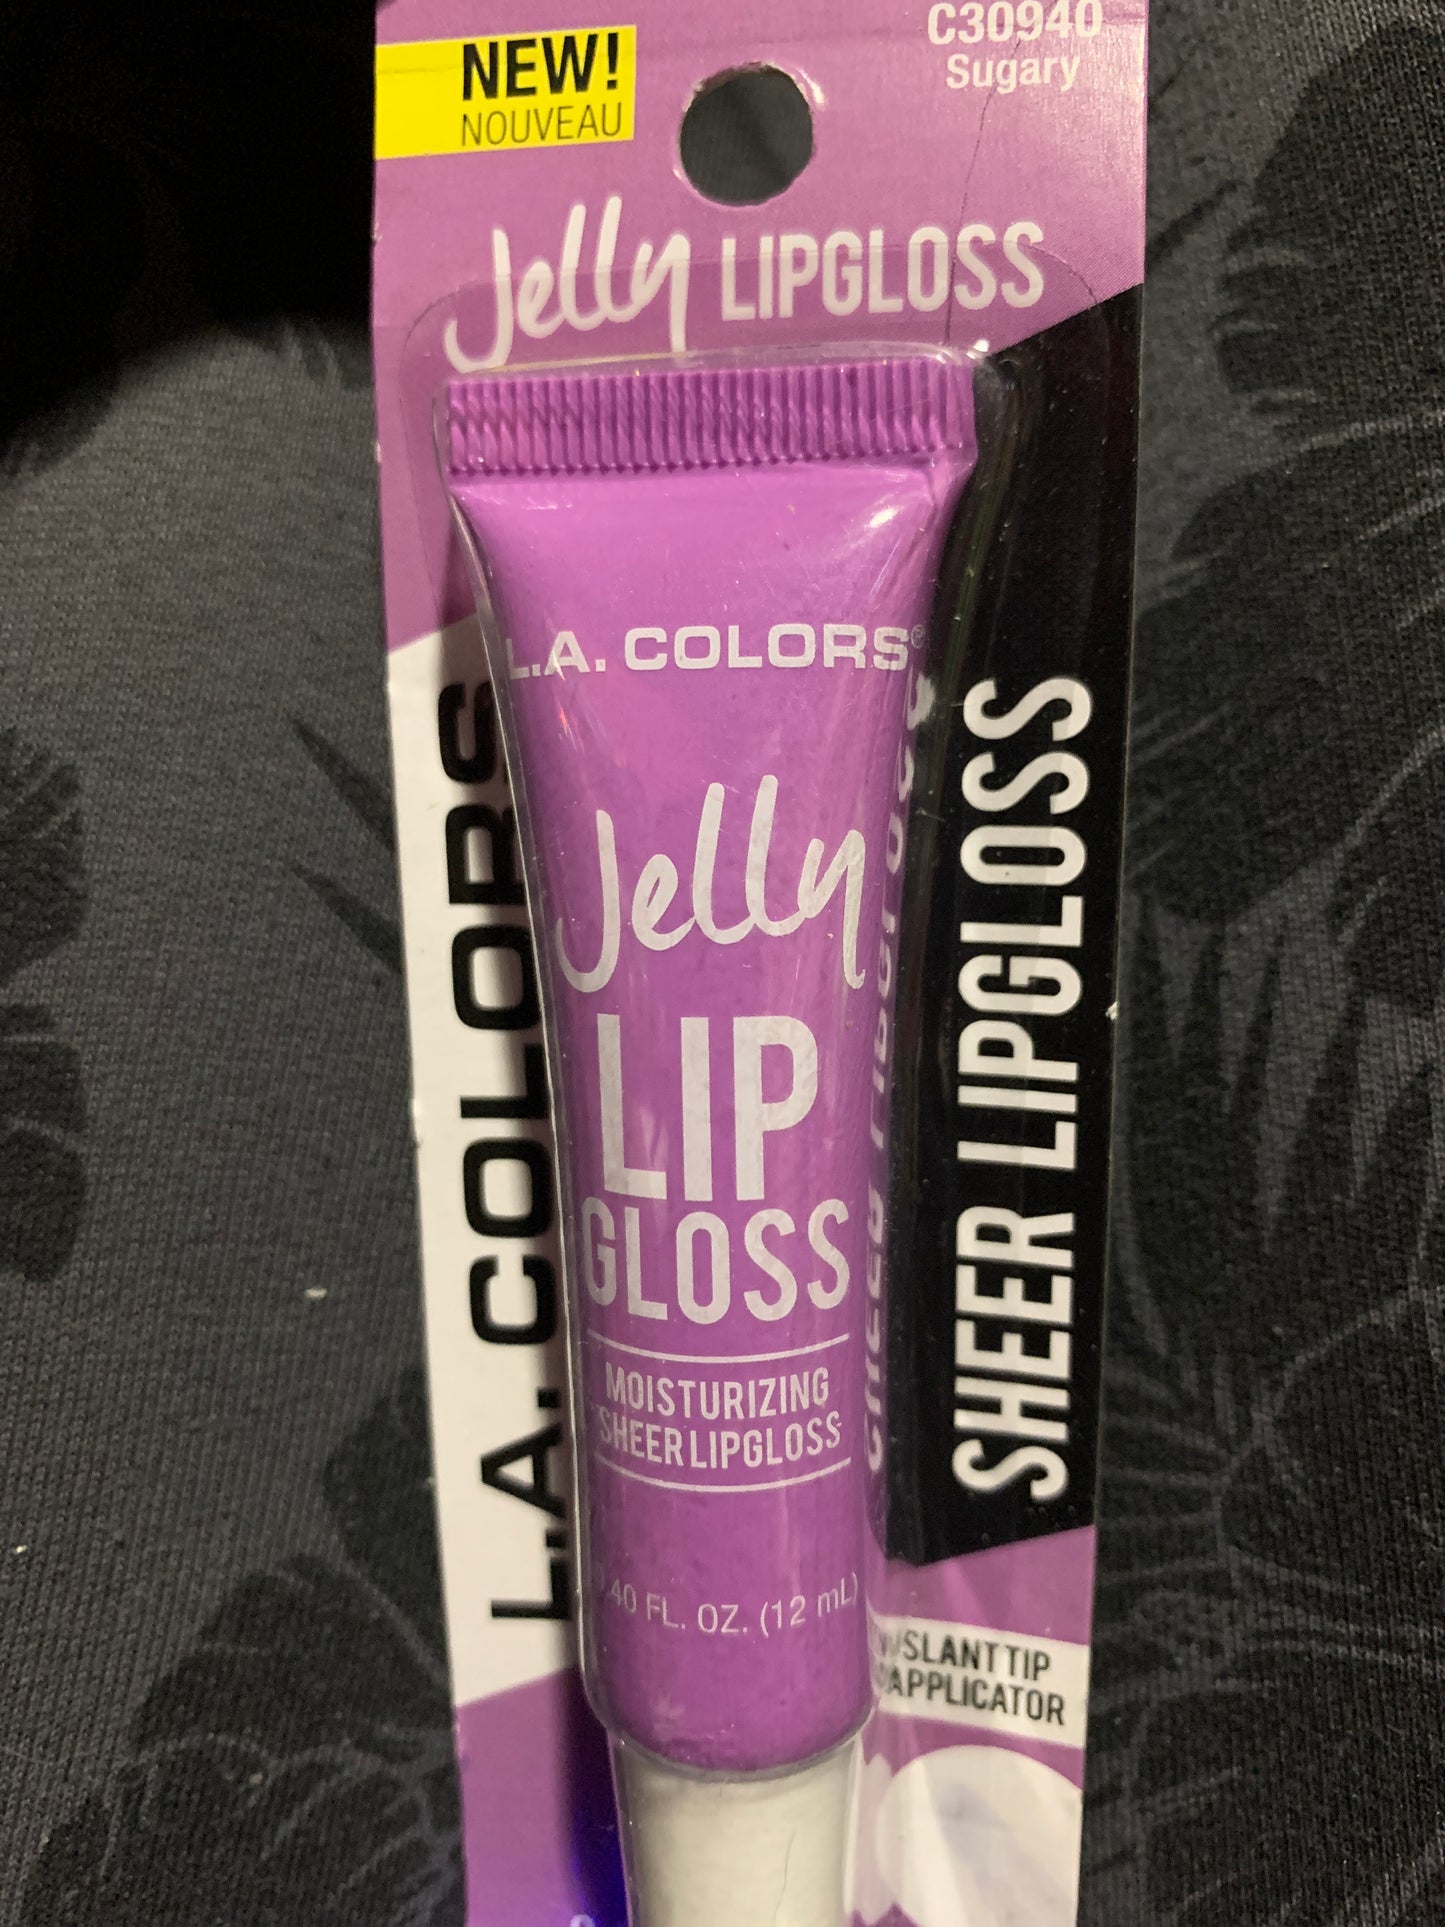 C30940
Sugary
NEW!
NOUVEAU
Jelly LIPGLOSS
L.A. COLORS®
Jelly
LIP
GLOSS
MOISTURIZING
SHEER LIPGLOSS
.40 FL. OZ. (12 mL)
L.A. COLORS
SHEER LIPGLOSS
SLANT TIP
APPLICATOR